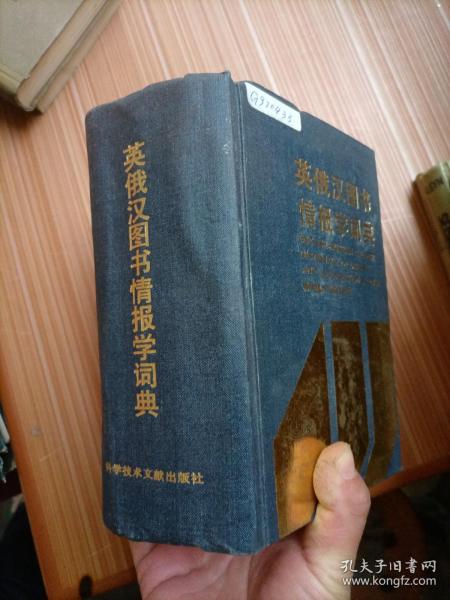 G920435
英俄汉图书情报学词典
科学技术文献出版社
英俄汉图书
情报学词典
孔夫子旧书网
www.kongfz.com